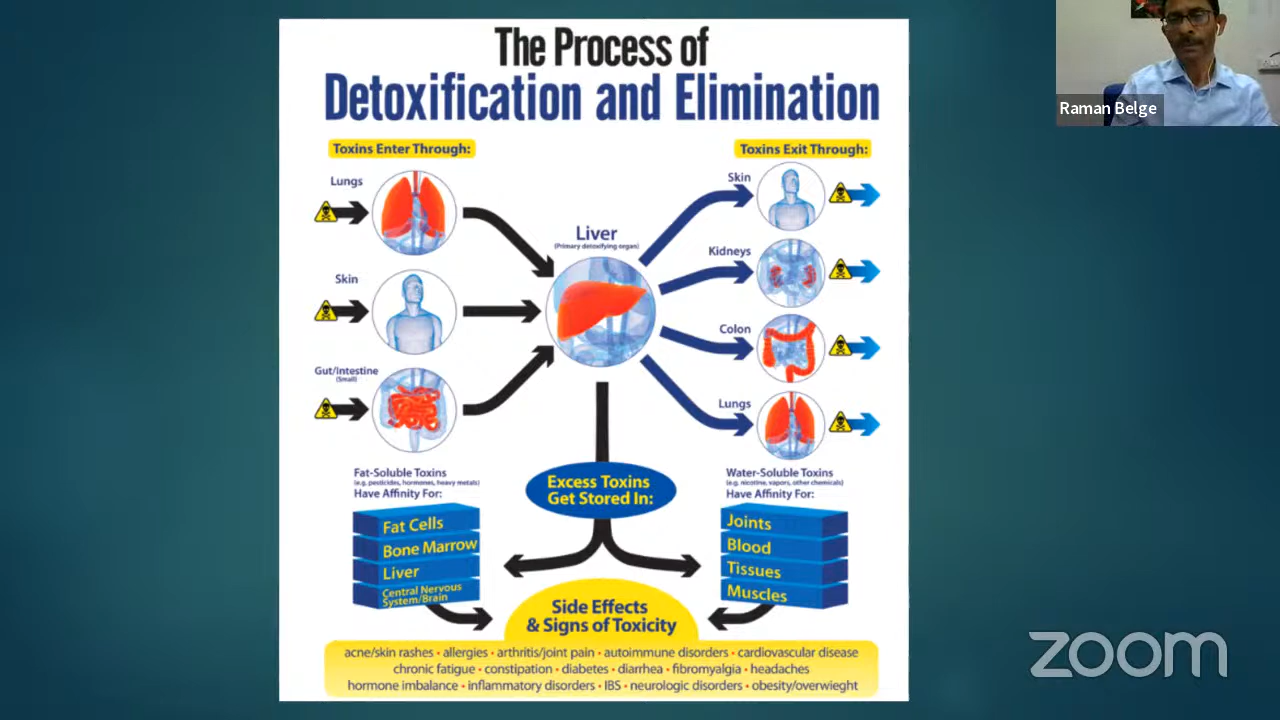 The Process of
Detoxification and Elimination
Toxins Enter Through:
Lungs
Skin
Gut/Intestine
(Small)
Liver
(Primary detoxifying organ)
Toxins Exit Through:
Skin
Kidneys
Colon
Lungs
Fat-Soluble Toxins
(e.g. pesticides, hormones, heavy metals)
Have Affinity For:
Fat Cells
Bone Marrow
Liver
Central Nervous
System/Brain
Excess Toxins
Get Stored In:
Water-Soluble Toxins
(e.g. nicotine, vapors, other chemicals)
Have Affinity For:
Joints
Blood
Tissues
Muscles
Side Effects
& Signs of Toxicity
acne/skin rashes • allergies • arthritis/joint pain • autoimmune disorders • cardiovascular disease
chronic fatigue • constipation • diabetes • diarrhea • fibromyalgia • headaches
hormone imbalance • inflammatory disorders • IBS • neurologic disorders • obesity/overwieght
Raman Belge
zoom